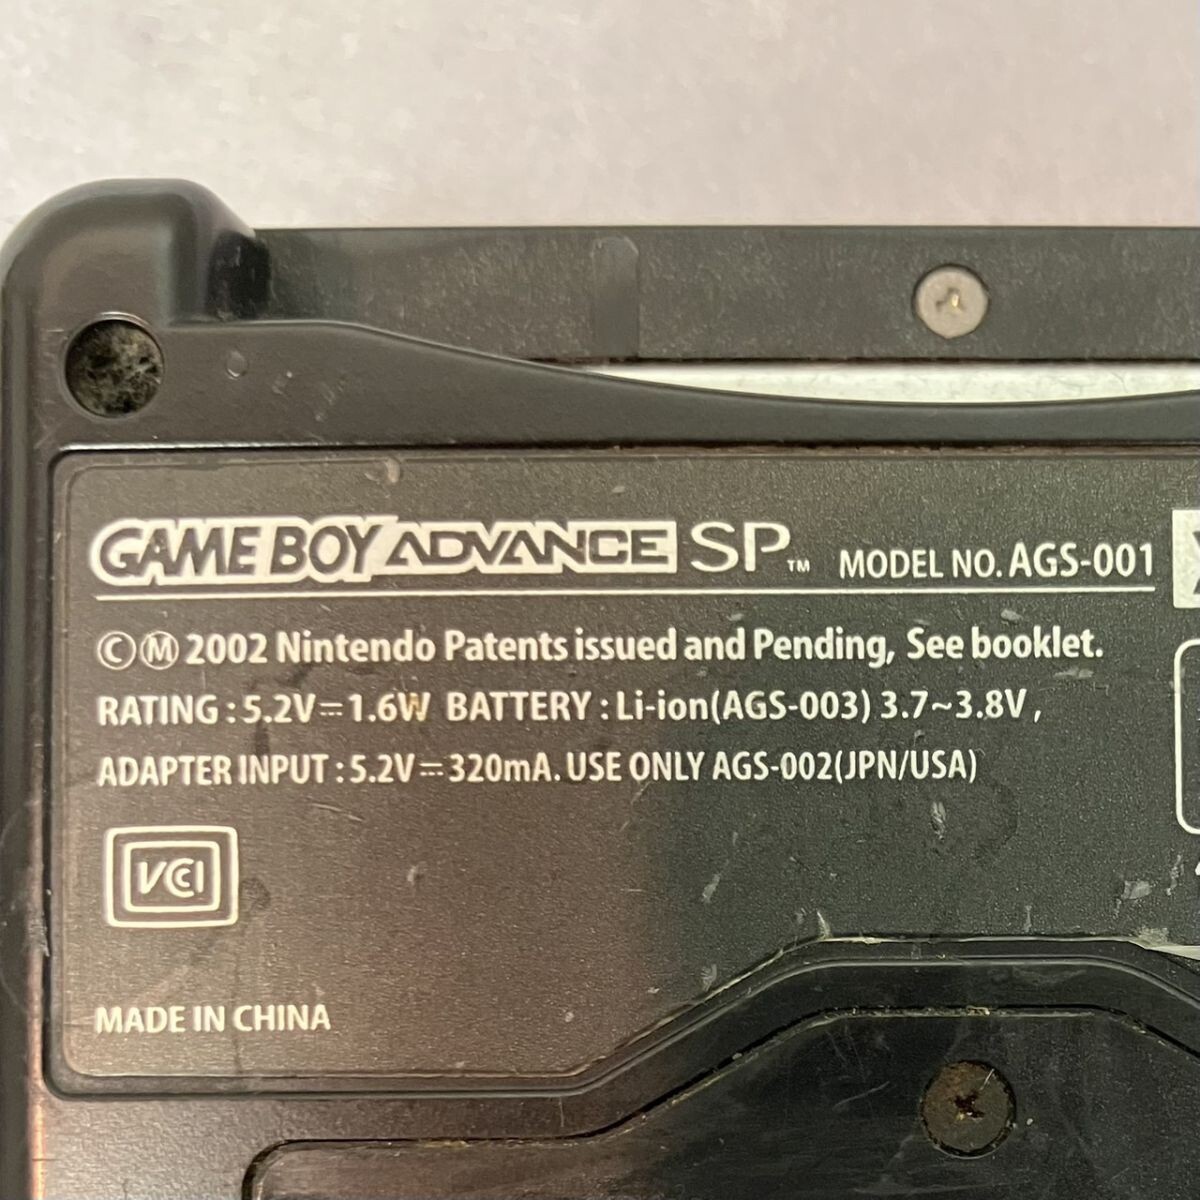 GAME BOY ADVANCE SP™ MODEL NO. AGS-001
©Ⓜ 2002 Nintendo Patents issued and Pending, See booklet.
RATING : 5.2V⎓1.6W BATTERY : Li-ion(AGS-003) 3.7~3.8V ,
ADAPTER INPUT : 5.2V⎓320mA. USE ONLY AGS-002(JPN/USA)
VCCI
MADE IN CHINA